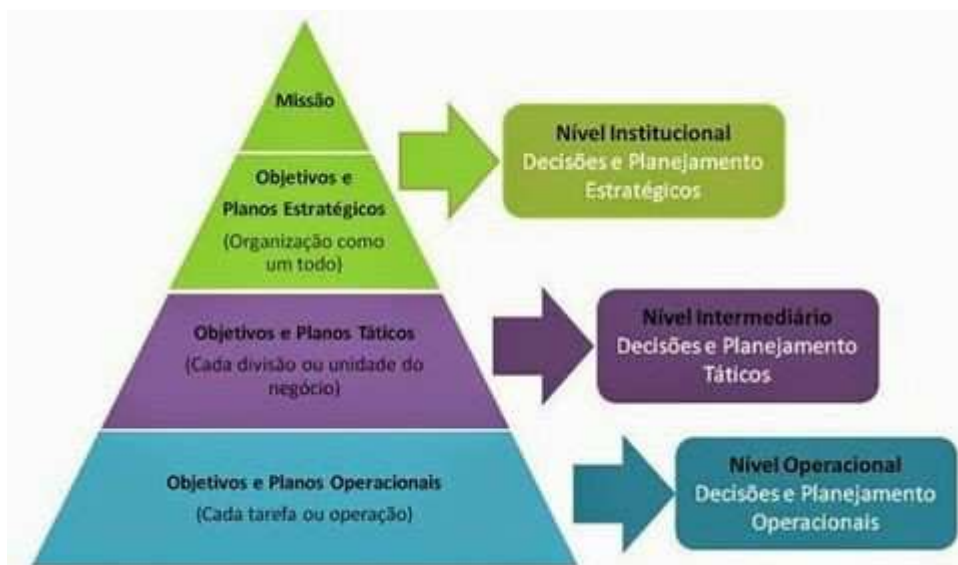 Missão
Objetivos e
Planos Estratégicos
(Organização como
um todo)
Nível Institucional
Decisões e Planejamento
Estratégicos
Objetivos e Planos Táticos
(Cada divisão ou unidade do
negócio)
Nível Intermediário
Decisões e Planejamento
Táticos
Objetivos e Planos Operacionais
(Cada tarefa ou operação)
Nível Operacional
Decisões e Planejamento
Operacionais